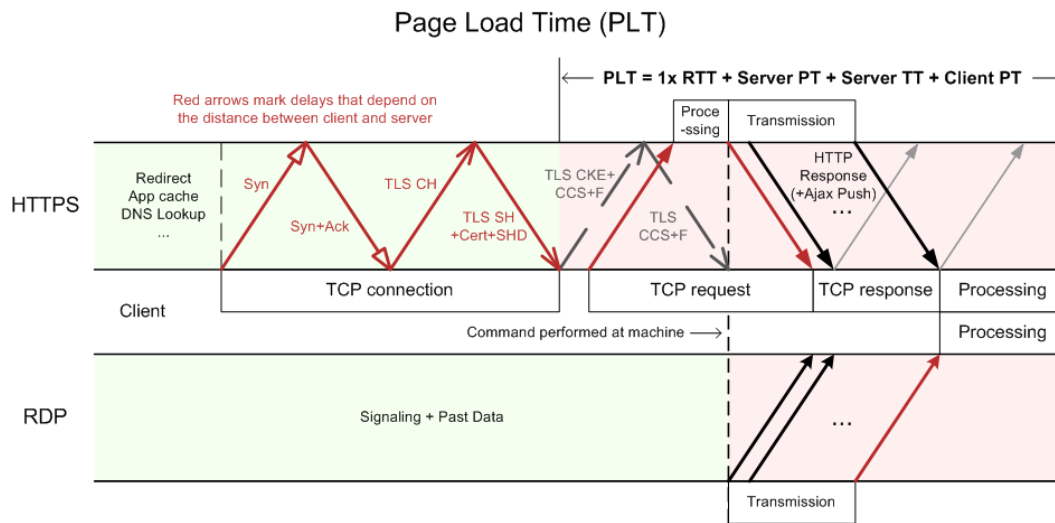 Page Load Time (PLT)
PLT = 1x RTT + Server PT + Server TT + Client PT
Red arrows mark delays that depend on
the distance between client and server
Proce
-ssing
Transmission
HTTPS
Redirect
App cache
DNS Lookup
...
Syn
Syn+Ack
TLS CH
TLS SH
+Cert+SHD
TLS CKE+
CCS+F
TLS
CCS+F
HTTP
Response
(+Ajax Push)
...
Client
TCP connection
TCP request
TCP response
Processing
Command performed at machine
Processing
RDP
Signaling + Past Data
...
Transmission